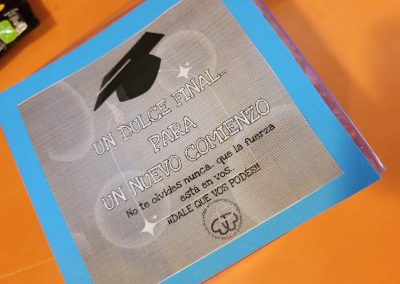 UN DULCE FINAL..
PARA
UN NUEVO COMIENZO
No te olvides nunca.. que la fuerza
está en vos...
#DALE QUE VOS PODES!!